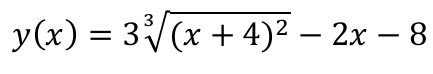 y(x) = 3∛(x + 4)² − 2x − 8